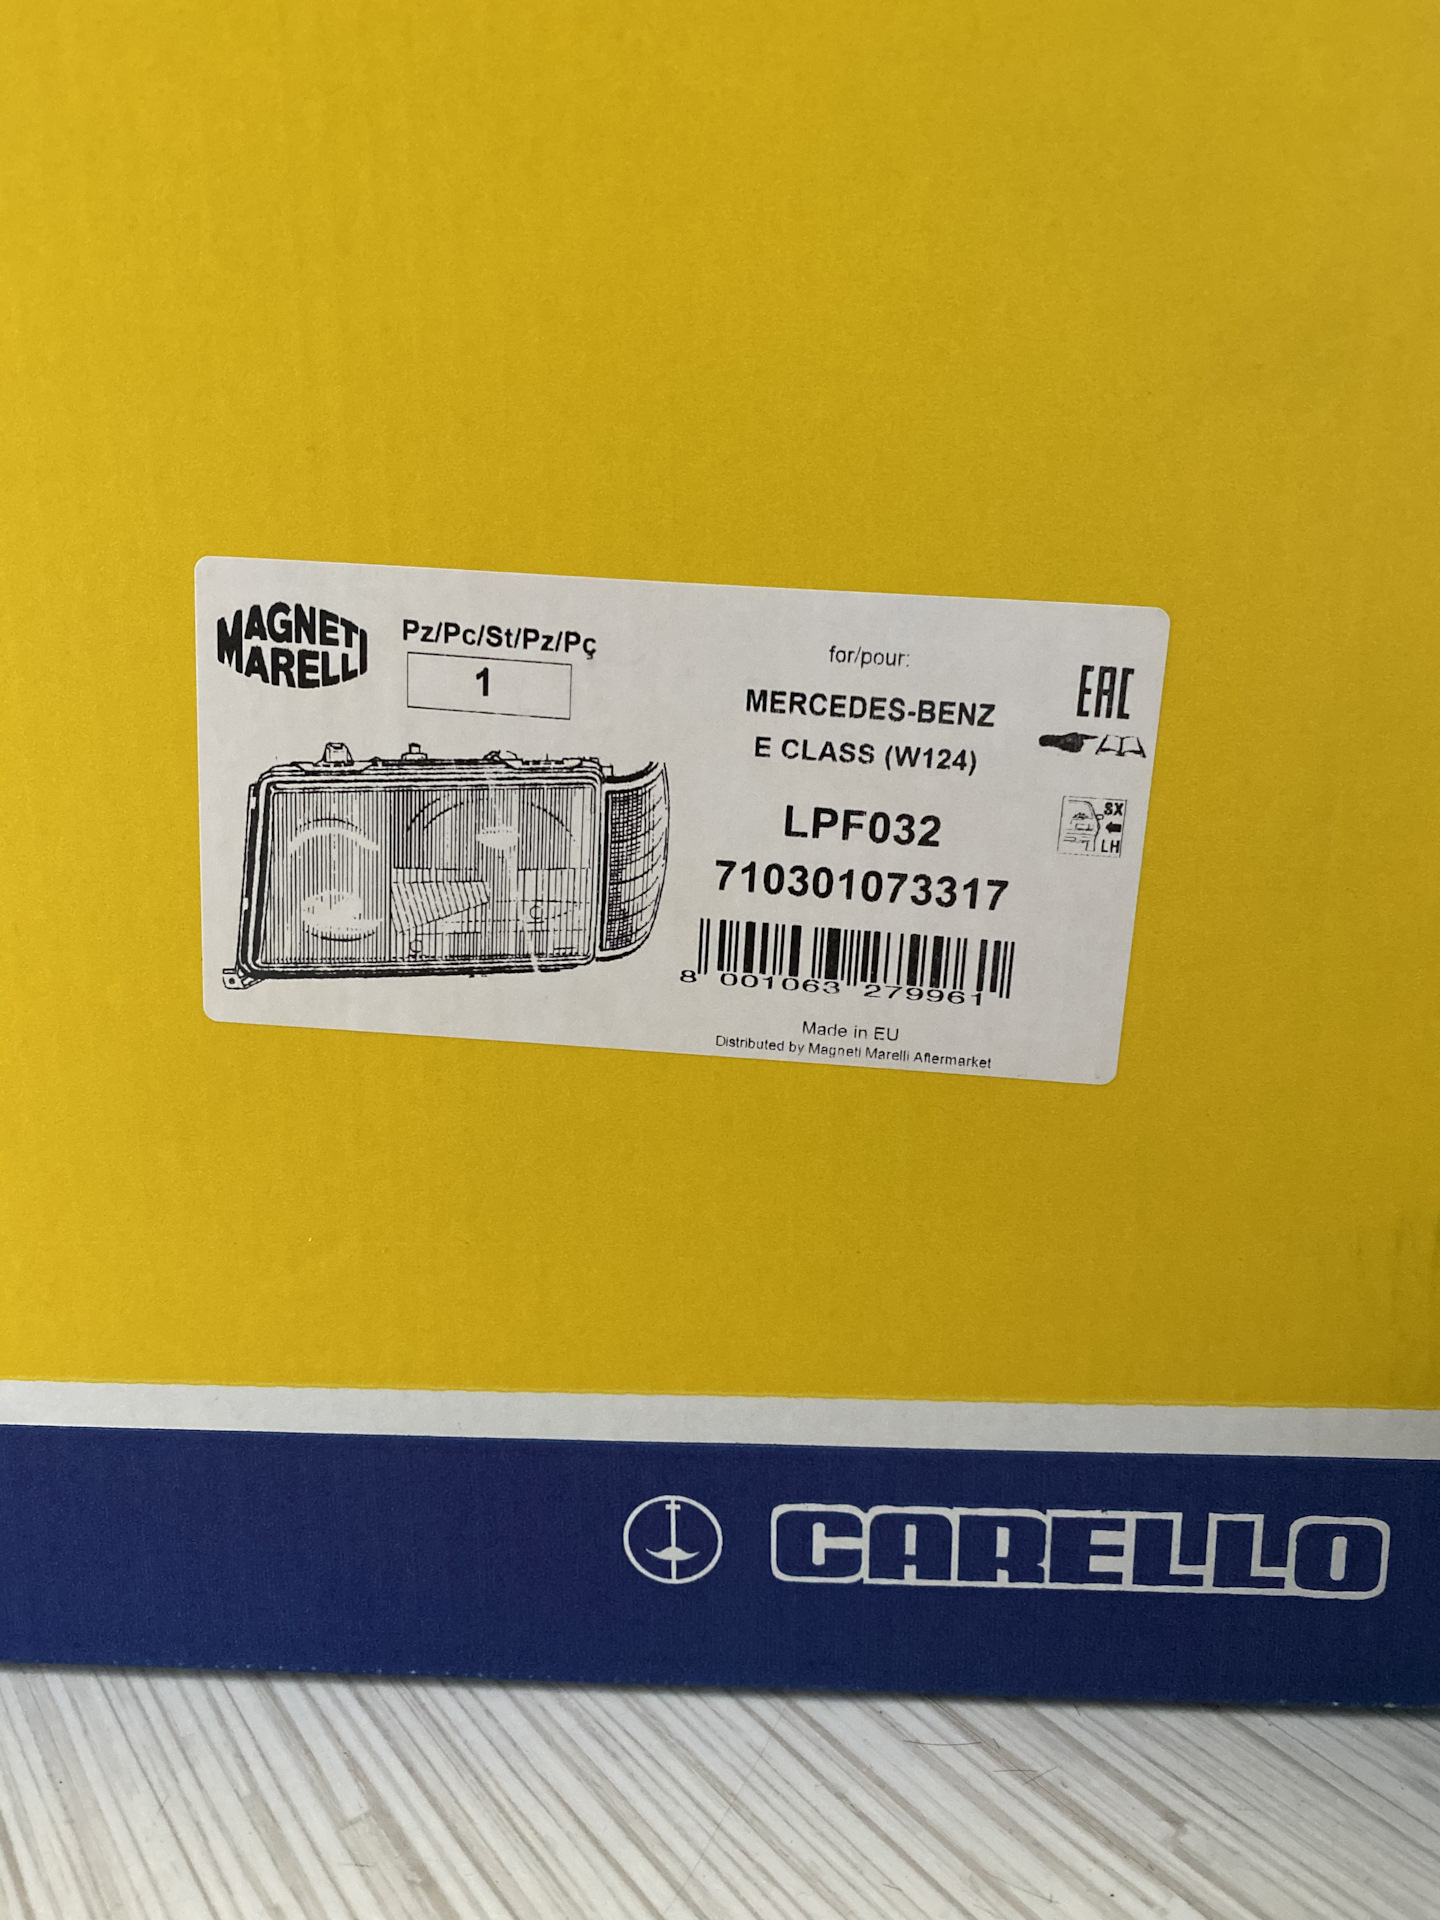 MAGNETI
MARELLI
Pz/Pc/St/Pz/Pç
1
for/pour:
MERCEDES-BENZ
E CLASS (W124)
LPF032
710301073317
8 001063 279961
Made in EU
Distributed by Magneti Marelli Aftermarket
EAC
SX
LH
CARELLO